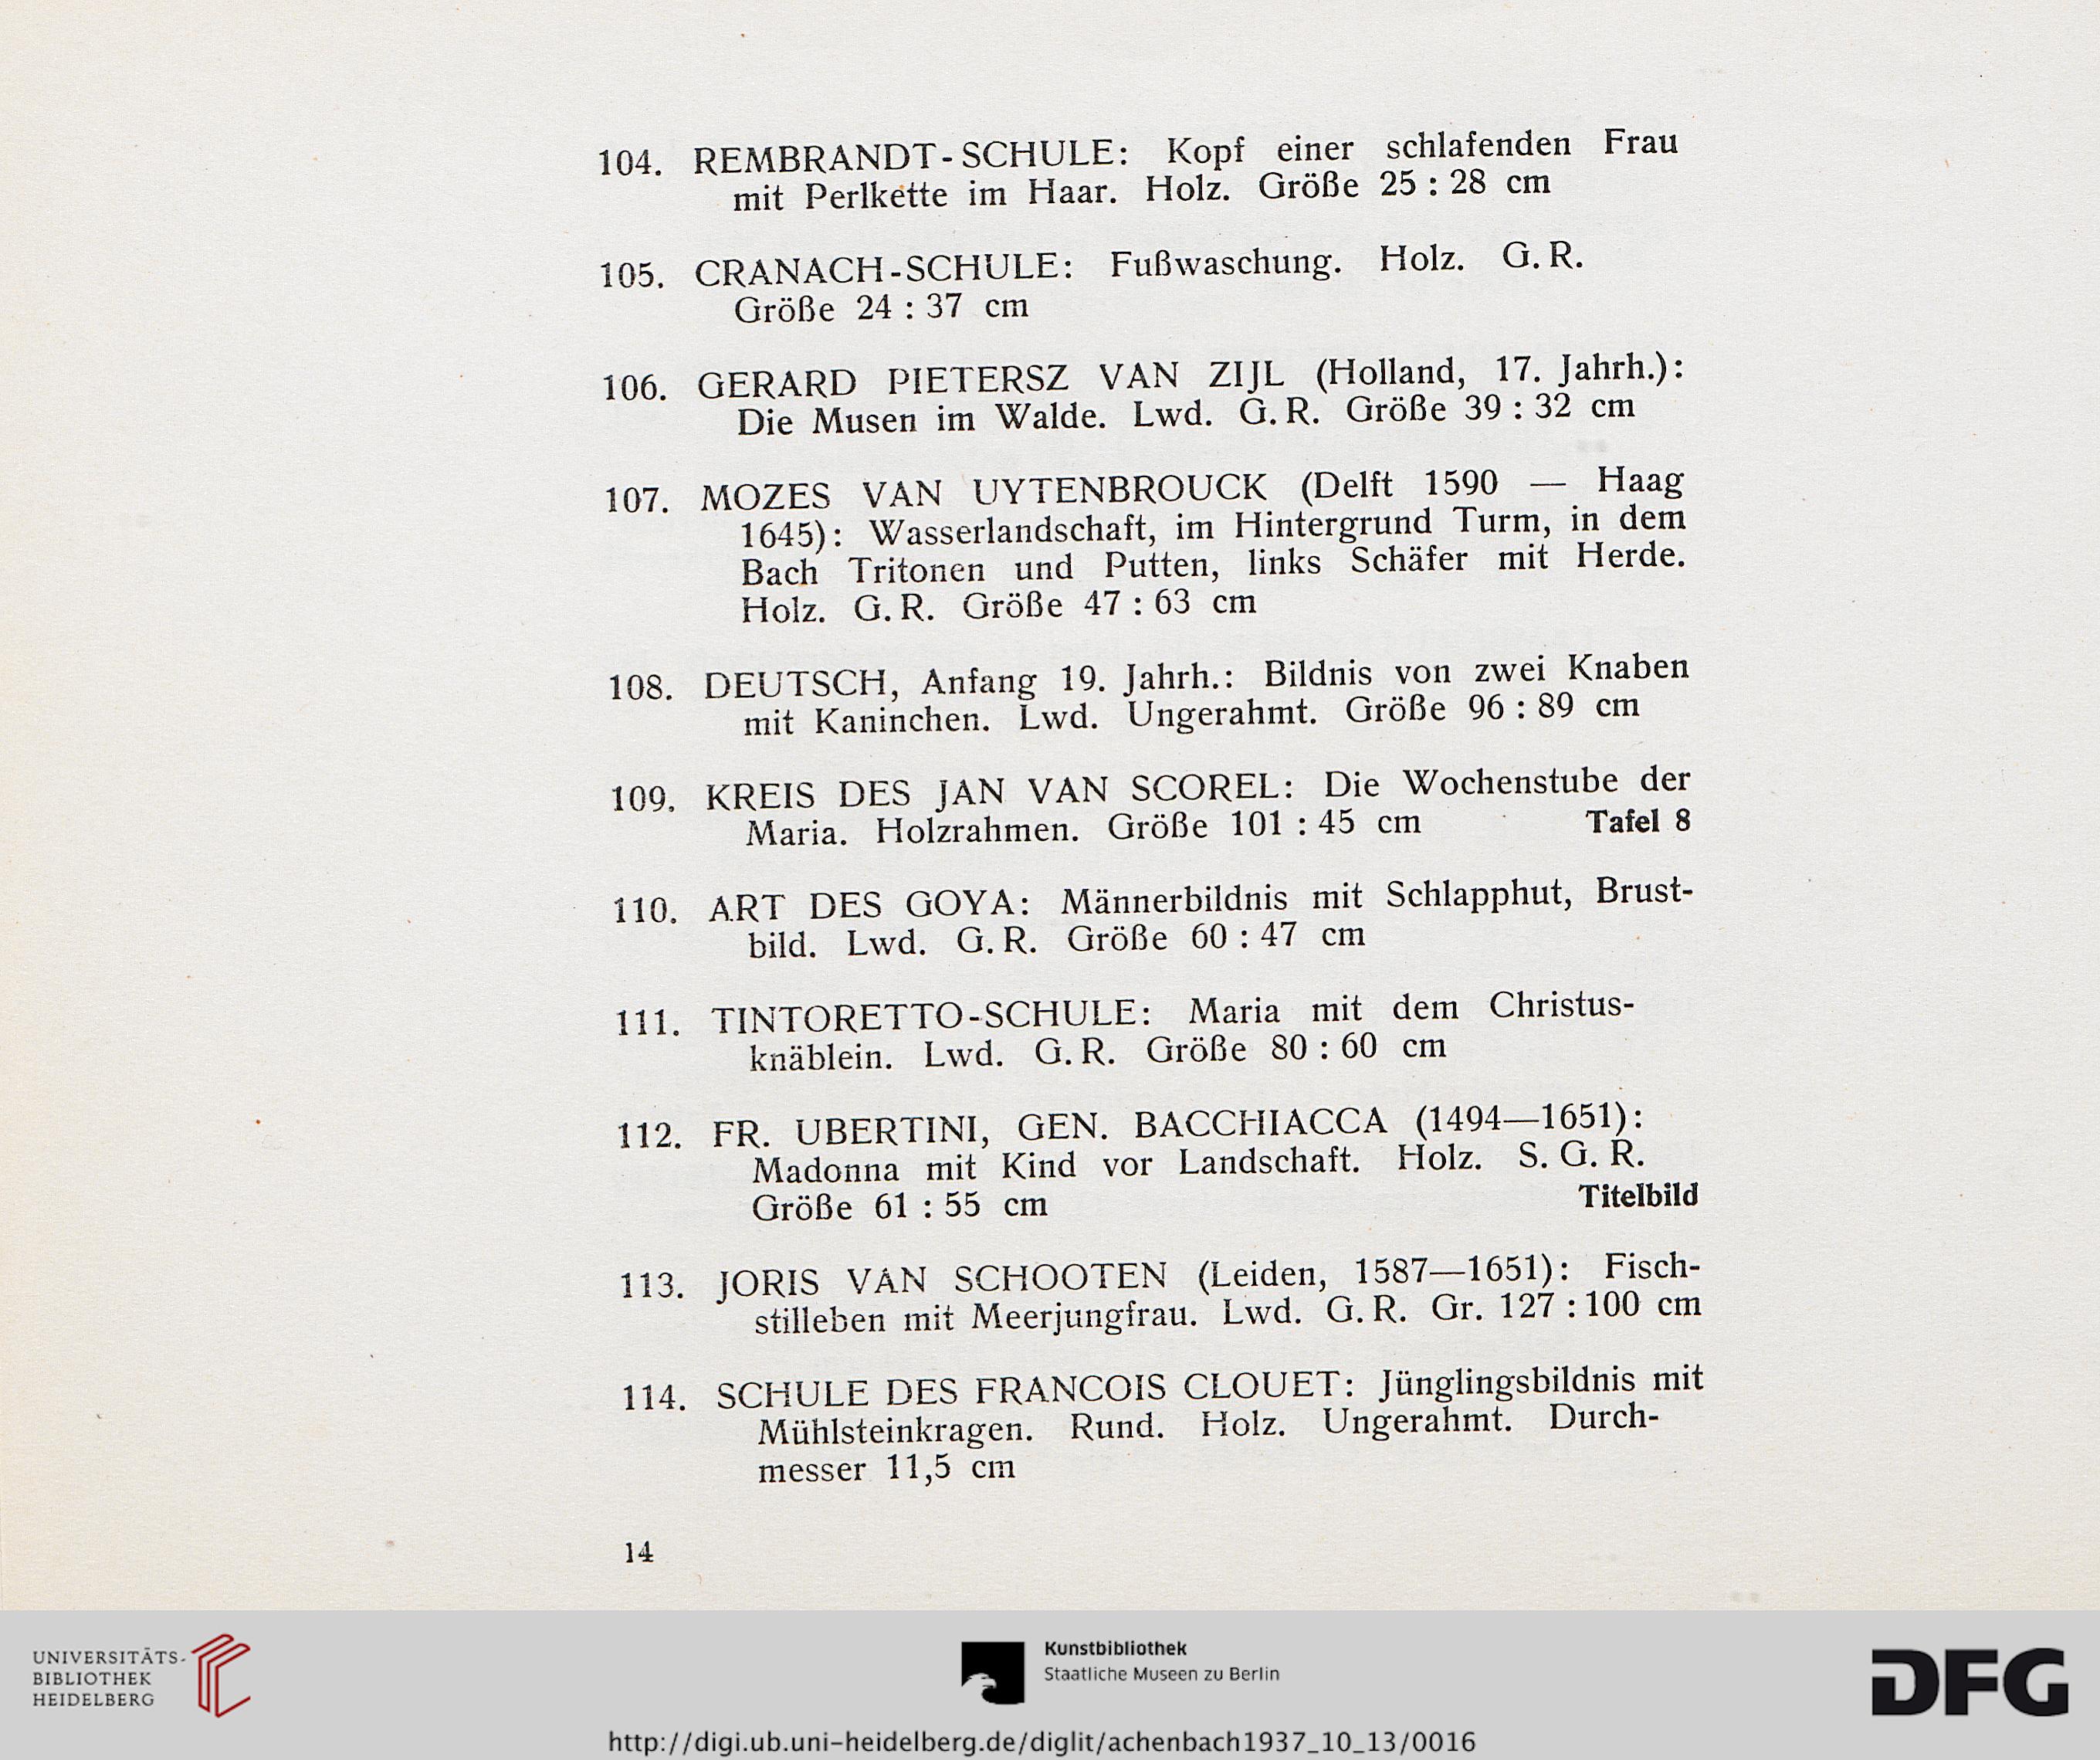 104. REMBRANDT-SCHULE: Kopf einer schlafenden Frau
mit Perlkette im Haar. Holz. Größe 25 : 28 cm
105. CRANACH-SCHULE: Fußwaschung. Holz. G. R.
Größe 24 : 37 cm
106. GERARD PIETERSZ VAN ZIJL (Holland, 17. Jahrh.):
Die Musen im Walde. Lwd. G. R. Größe 39 : 32 cm
107. MOZES VAN UYTENBROUCK (Delft 1590 — Haag
1645): Wasserlandschaft, im Hintergrund Turm, in dem
Bach Tritonen und Putten, links Schäfer mit Herde.
Holz. G. R. Größe 47 : 63 cm
108. DEUTSCH, Anfang 19. Jahrh.: Bildnis von zwei Knaben
mit Kaninchen. Lwd. Ungerahmt. Größe 96 : 89 cm
109. KREIS DES JAN VAN SCOREL: Die Wochenstube der
Maria. Holzrahmen. Größe 101 : 45 cm Tafel 8
110. ART DES GOYA: Männerbildnis mit Schlapphut, Brust-
bild. Lwd. G. R. Größe 60 : 47 cm
111. TINTORETTO-SCHULE: Maria mit dem Christus-
knäblein. Lwd. G. R. Größe 80 : 60 cm
112. FR. UBERTINI, GEN. BACCHIACCA (1494—1651):
Madonna mit Kind vor Landschaft. Holz. S. G. R.
Größe 61 : 55 cm Titelbild
113. JORIS VAN SCHOOTEN (Leiden, 1587—1651): Fisch-
stilleben mit Meerjungfrau. Lwd. G. R. Gr. 127 : 100 cm
114. SCHULE DES FRANCOIS CLOUET: Jünglingsbildnis mit
Mühlsteinkragen. Rund. Holz. Ungerahmt. Durch-
messer 11,5 cm
14
UNIVERSITÄTS-
BIBLIOTHEK
HEIDELBERG
Kunstbibliothek
Staatliche Museen zu Berlin
DFG
http://digi.ub.uni-heidelberg.de/diglit/achenbach1937_10_13/0016